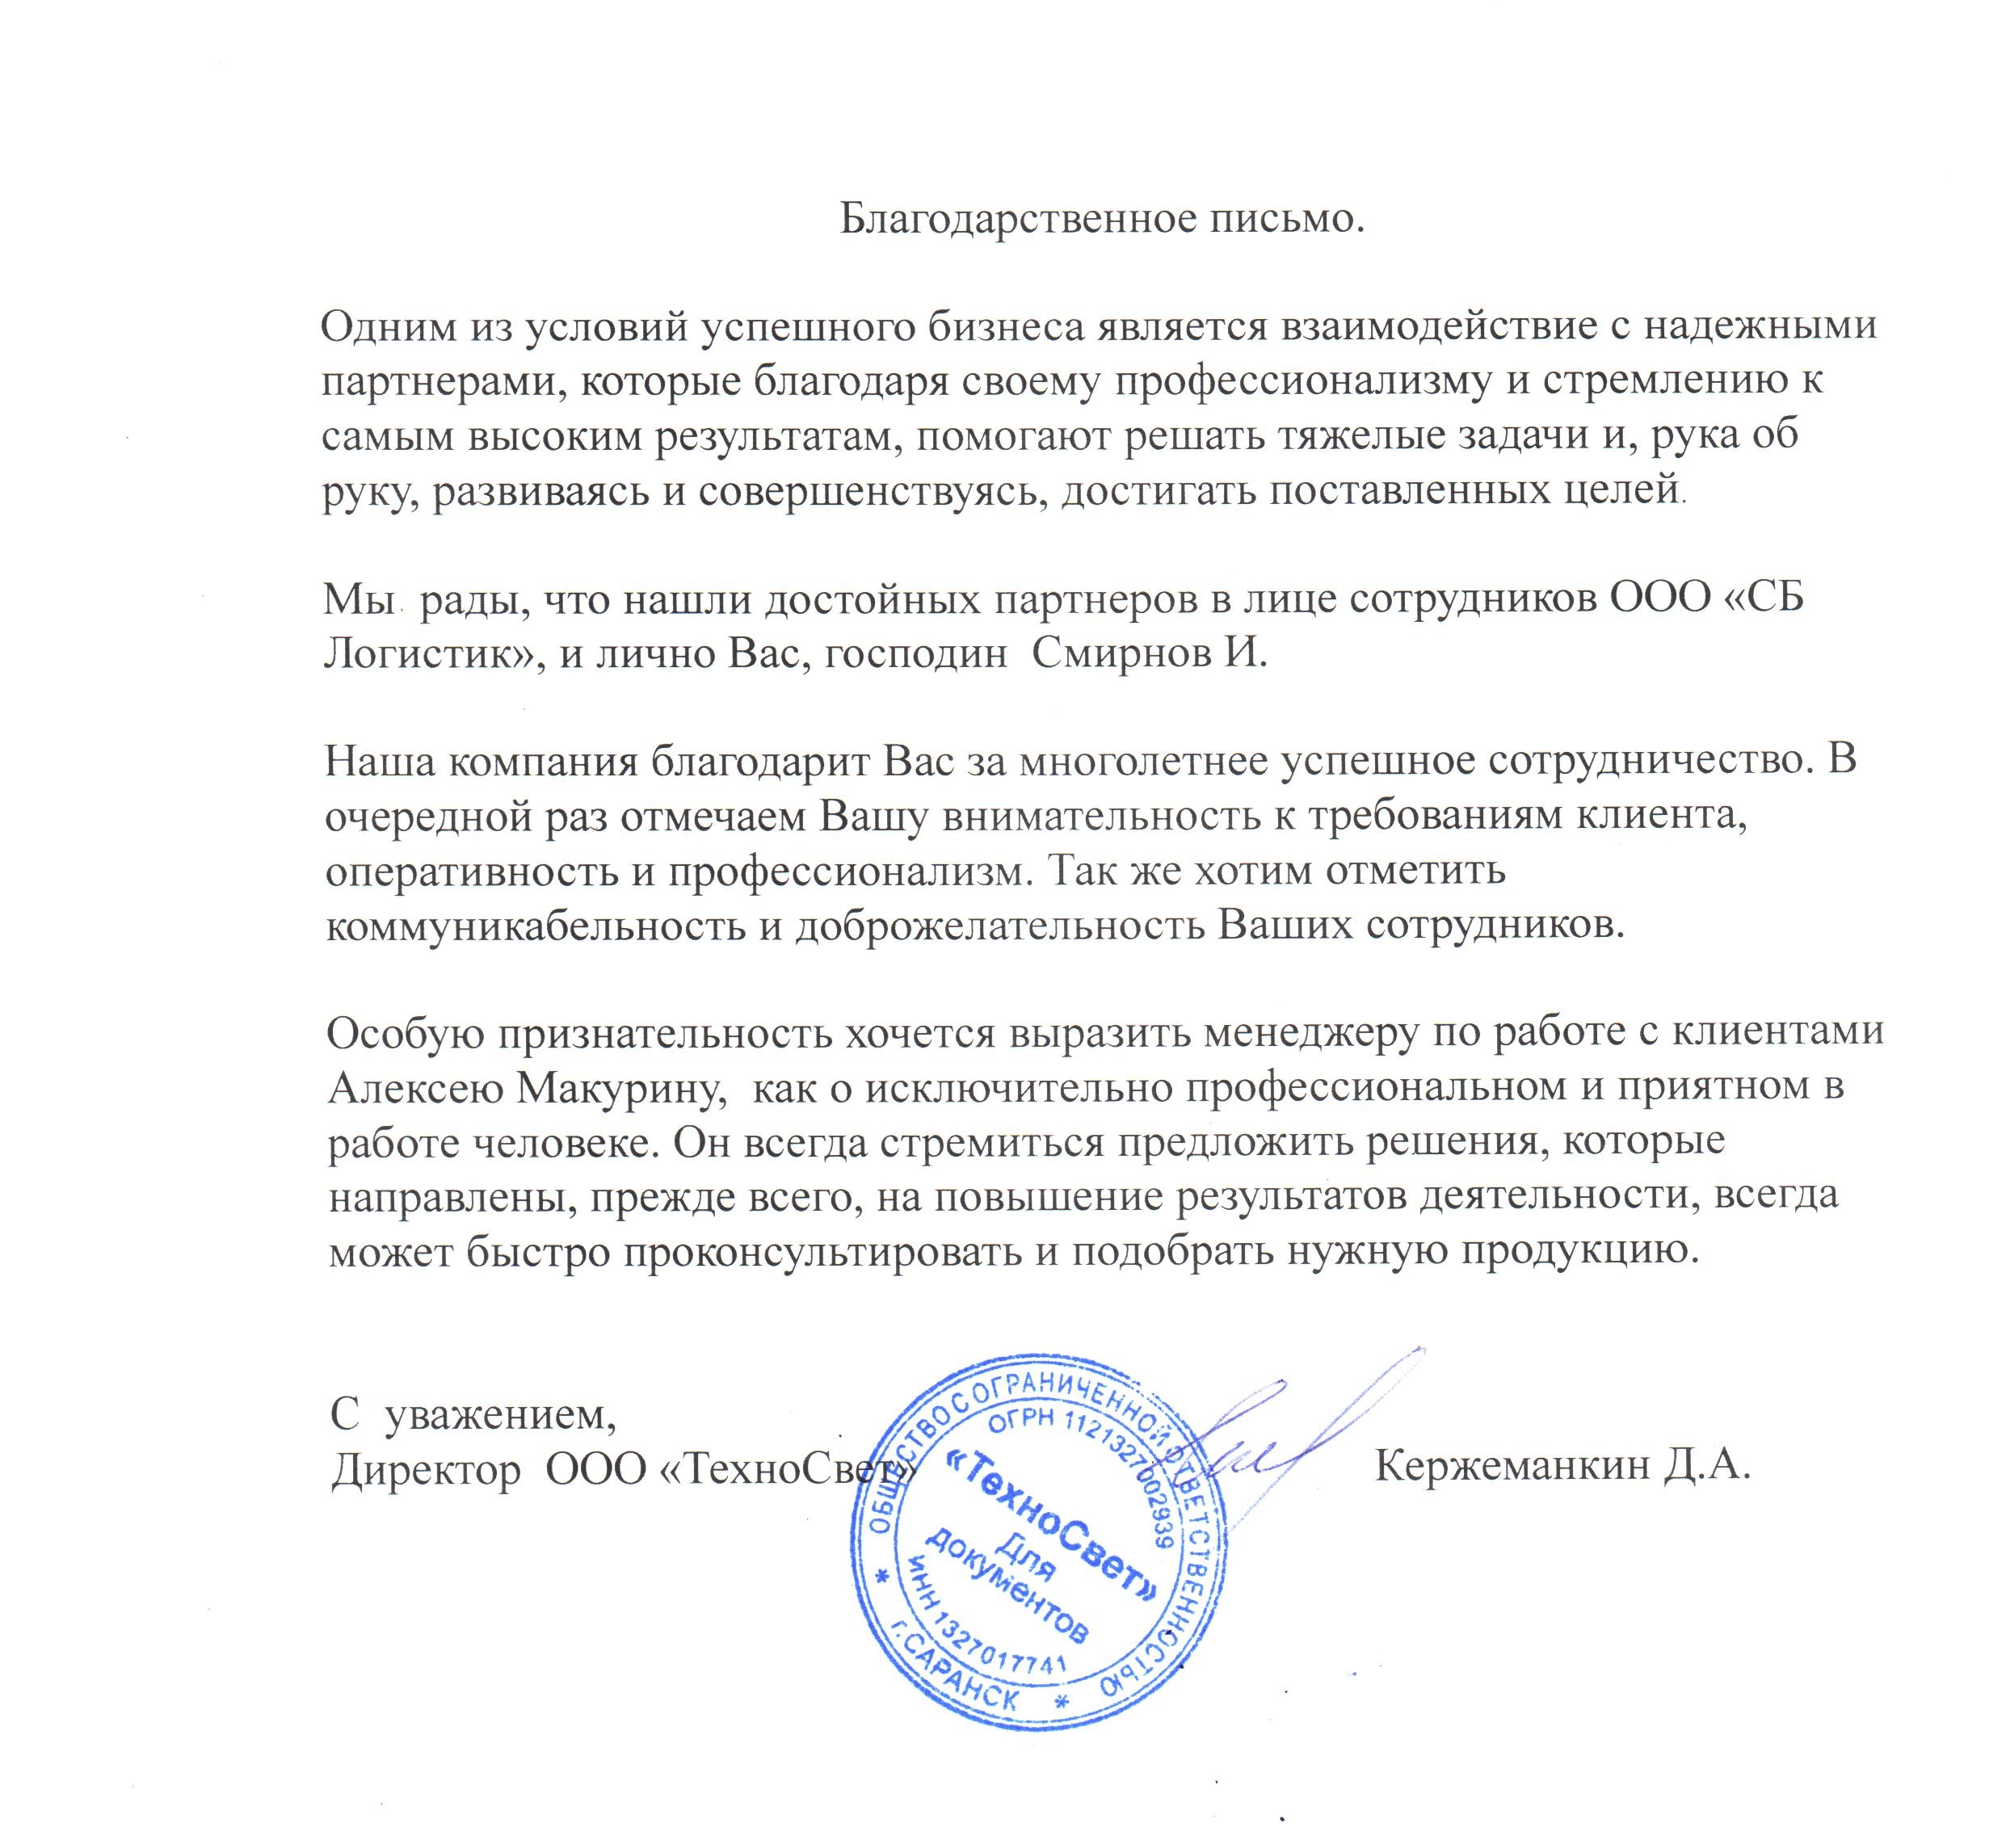 Благодарственное письмо.
Одним из условий успешного бизнеса является взаимодействие с надежными
партнерами, которые благодаря своему профессионализму и стремлению к
самым высоким результатам, помогают решать тяжелые задачи и, рука об
руку, развиваясь и совершенствуясь, достигать поставленных целей.
Мы рады, что нашли достойных партнеров в лице сотрудников ООО «СБ
Логистик», и лично Вас, господин Смирнов И.
Наша компания благодарит Вас за многолетнее успешное сотрудничество. В
очередной раз отмечаем Вашу внимательность к требованиям клиента,
оперативность и профессионализм. Так же хотим отметить
коммуникабельность и доброжелательность Ваших сотрудников.
Особую признательность хочется выразить менеджеру по работе с клиентами
Алексею Макурину, как о исключительно профессиональном и приятном в
работе человеке. Он всегда стремиться предложить решения, которые
направлены, прежде всего, на повышение результатов деятельности, всегда
может быстро проконсультировать и подобрать нужную продукцию.
С уважением,
Директор ООО «ТехноСвет»
Кержеманкин Д.А.
ОБЩЕСТВО С ОГРАНИЧЕННОЙ ОТВЕТСТВЕННОСТЬЮ
ОГРН 1121327002939
«ТехноСвет»
Для
документов
ИНН 1327017741
* г.САРАНСК *